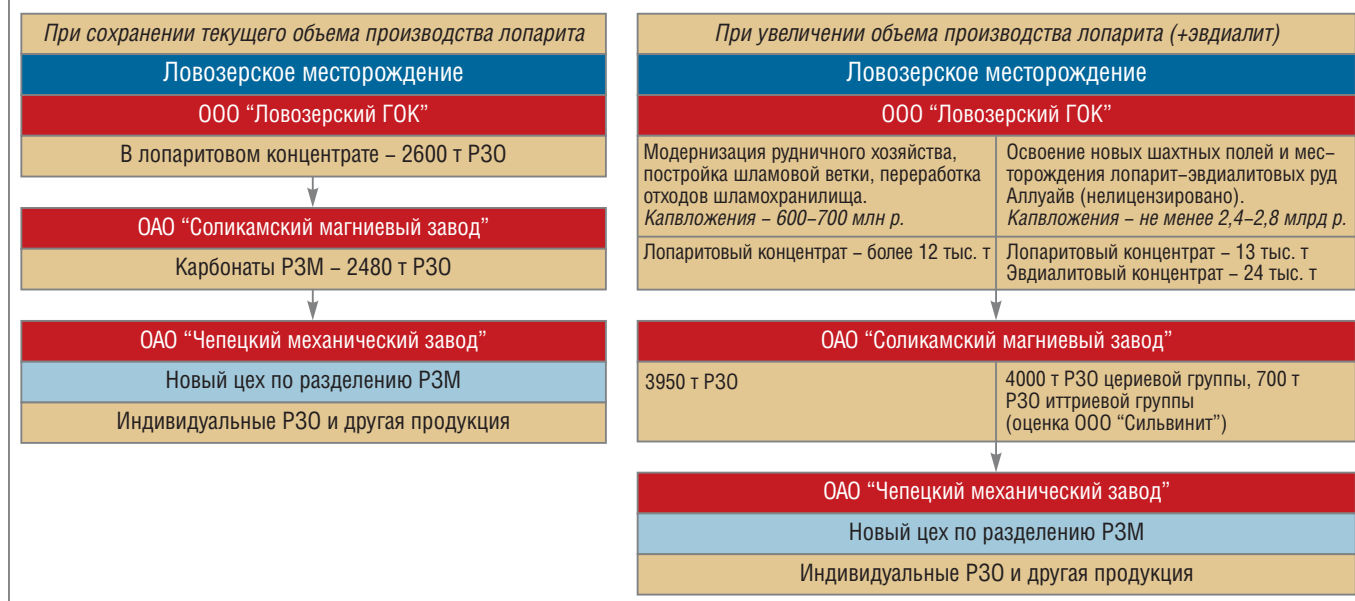 При сохранении текущего объема производства лопарита
Ловозерское месторождение
ООО “Ловозерский ГОК”
В лопаритовом концентрате – 2600 т РЗО
ОАО “Соликамский магниевый завод”
Карбонаты РЗМ – 2480 т РЗО
ОАО “Чепецкий механический завод”
Новый цех по разделению РЗМ
Индивидуальные РЗО и другая продукция
При увеличении объема производства лопарита (+эвдиалит)
Ловозерское месторождение
ООО “Ловозерский ГОК”
Модернизация рудничного хозяйства,
постройка шламовой ветки, переработка
отходов шламохранилища.
Капвложения – 600–700 млн р.
Освоение новых шахтных полей и мес–
торождения лопарит–эвдиалитовых руд
Аллуайв (нелицензировано).
Капвложения – не менее 2,4–2,8 млрд р.
Лопаритовый концентрат – более 12 тыс. т
Лопаритовый концентрат – 13 тыс. т
Эвдиалитовый концентрат – 24 тыс. т
ОАО “Соликамский магниевый завод”
3950 т РЗО
4000 т РЗО цериевой группы, 700 т
РЗО иттриевой группы
(оценка ООО “Сильвинит”)
ОАО “Чепецкий механический завод”
Новый цех по разделению РЗМ
Индивидуальные РЗО и другая продукция